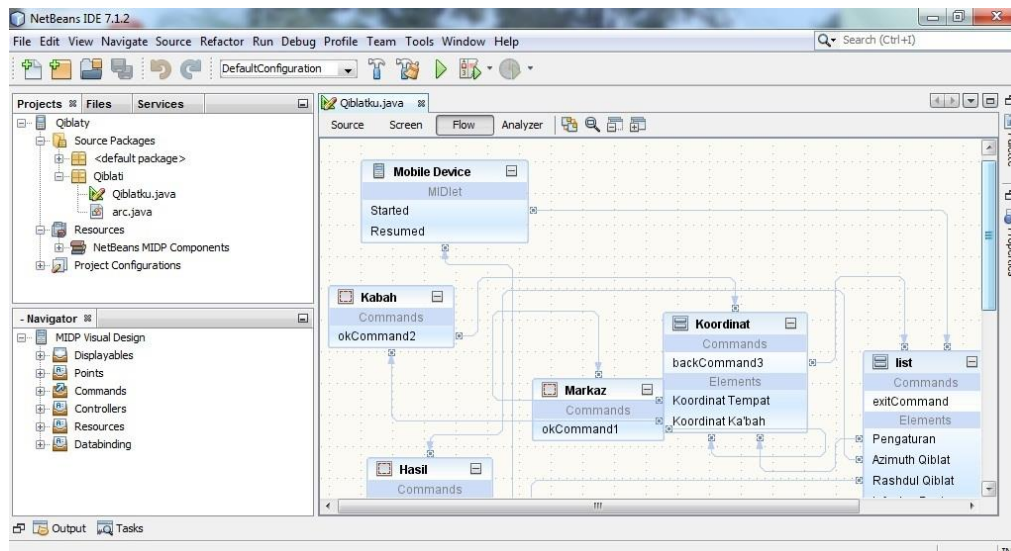 NetBeans IDE 7.1.2
File Edit View Navigate Source Refactor Run Debug Profile Team Tools Window Help
Search (Ctrl+I)
DefaultConfiguration
Projects Files Services
Qiblaty
Source Packages
<default package>
Qiblati
Qiblatku.java
arc.java
Resources
NetBeans MIDP Components
Project Configurations
- Navigator
MIDP Visual Design
Displayables
Points
Commands
Controllers
Resources
Databinding
Qiblatku.java
Source Screen Flow Analyzer
Mobile Device
MIDlet
Started
Resumed
Kabah
Commands
okCommand2
Koordinat
Commands
backCommand3
Elements
Koordinat Tempat
Koordinat Ka'bah
Markaz
Commands
okCommand1
list
Commands
exitCommand
Elements
Pengaturan
Azimuth Qiblat
Rashdul Qiblat
Hasil
Commands
Properties
Output Tasks